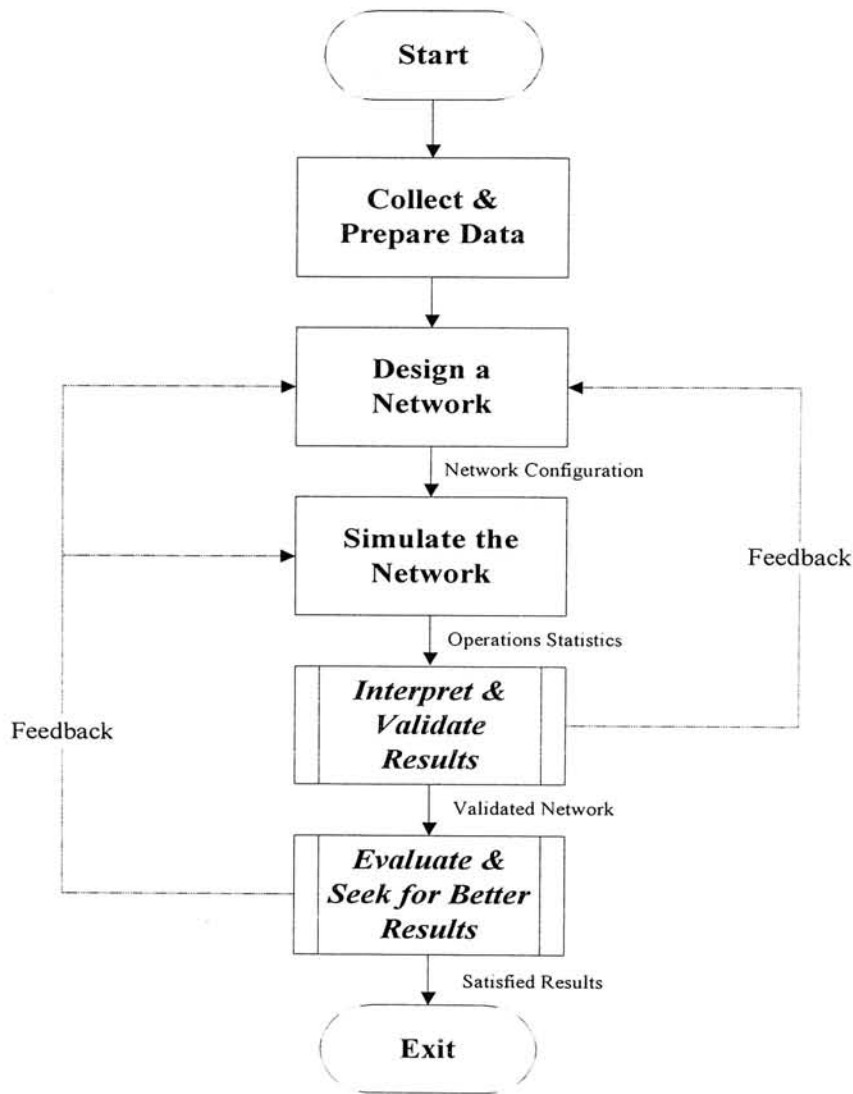 Start
Collect &
Prepare Data
Design a
Network
Network Configuration
Simulate the
Network
Feedback
Operations Statistics
Interpret &
Validate
Results
Feedback
Validated Network
Evaluate &
Seek for Better
Results
Satisfied Results
Exit